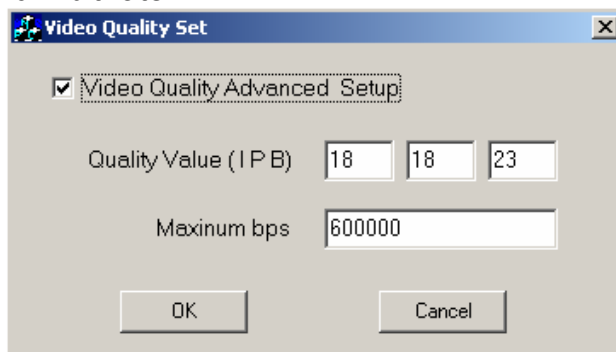 Video Quality Set
Video Quality Advanced Setup
Quality Value ( I P B ) 18 18 23
Maxinum bps 600000
OK Cancel